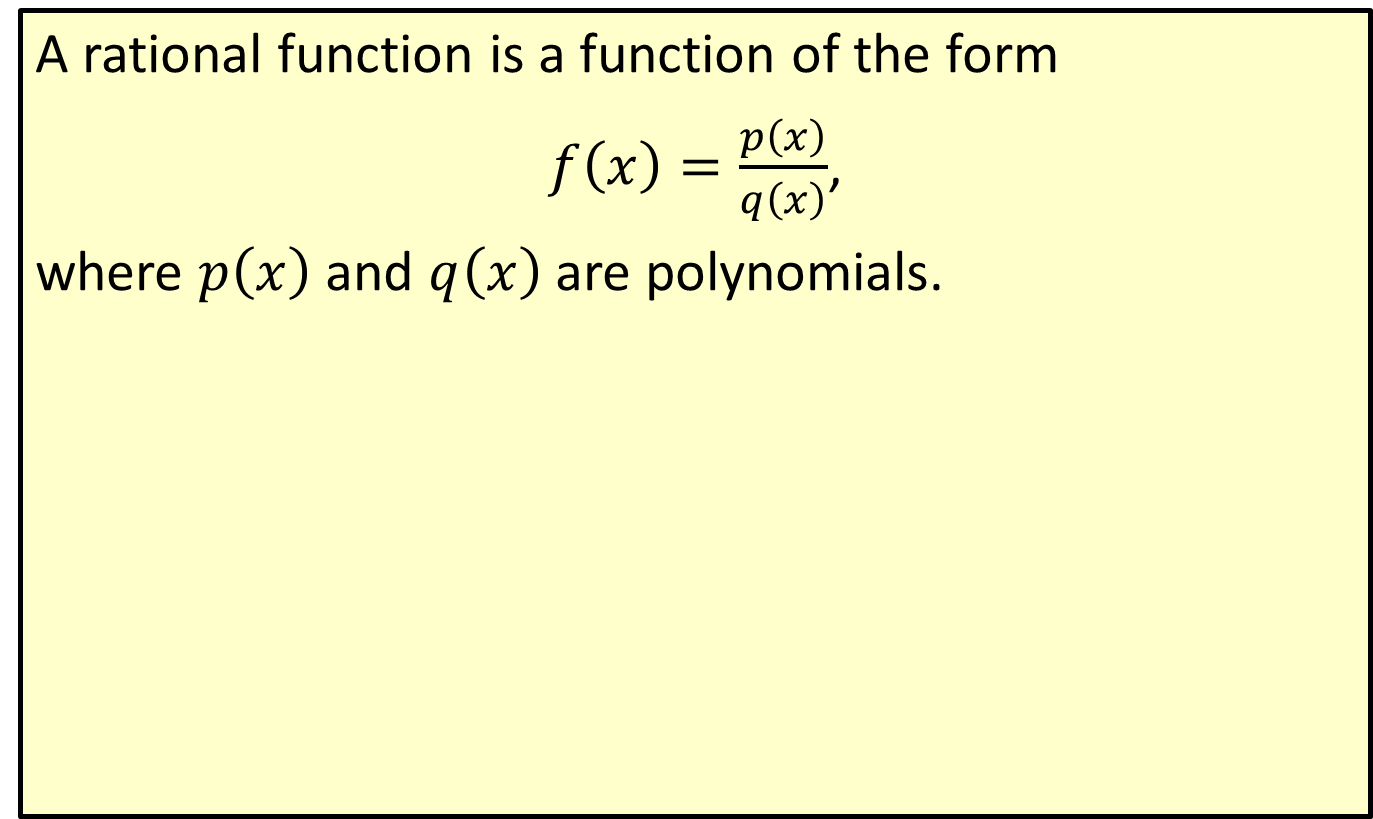 A rational function is a function of the form
𝑓(𝑥) = 𝑝(𝑥)/𝑞(𝑥),
where 𝑝(𝑥) and 𝑞(𝑥) are polynomials.